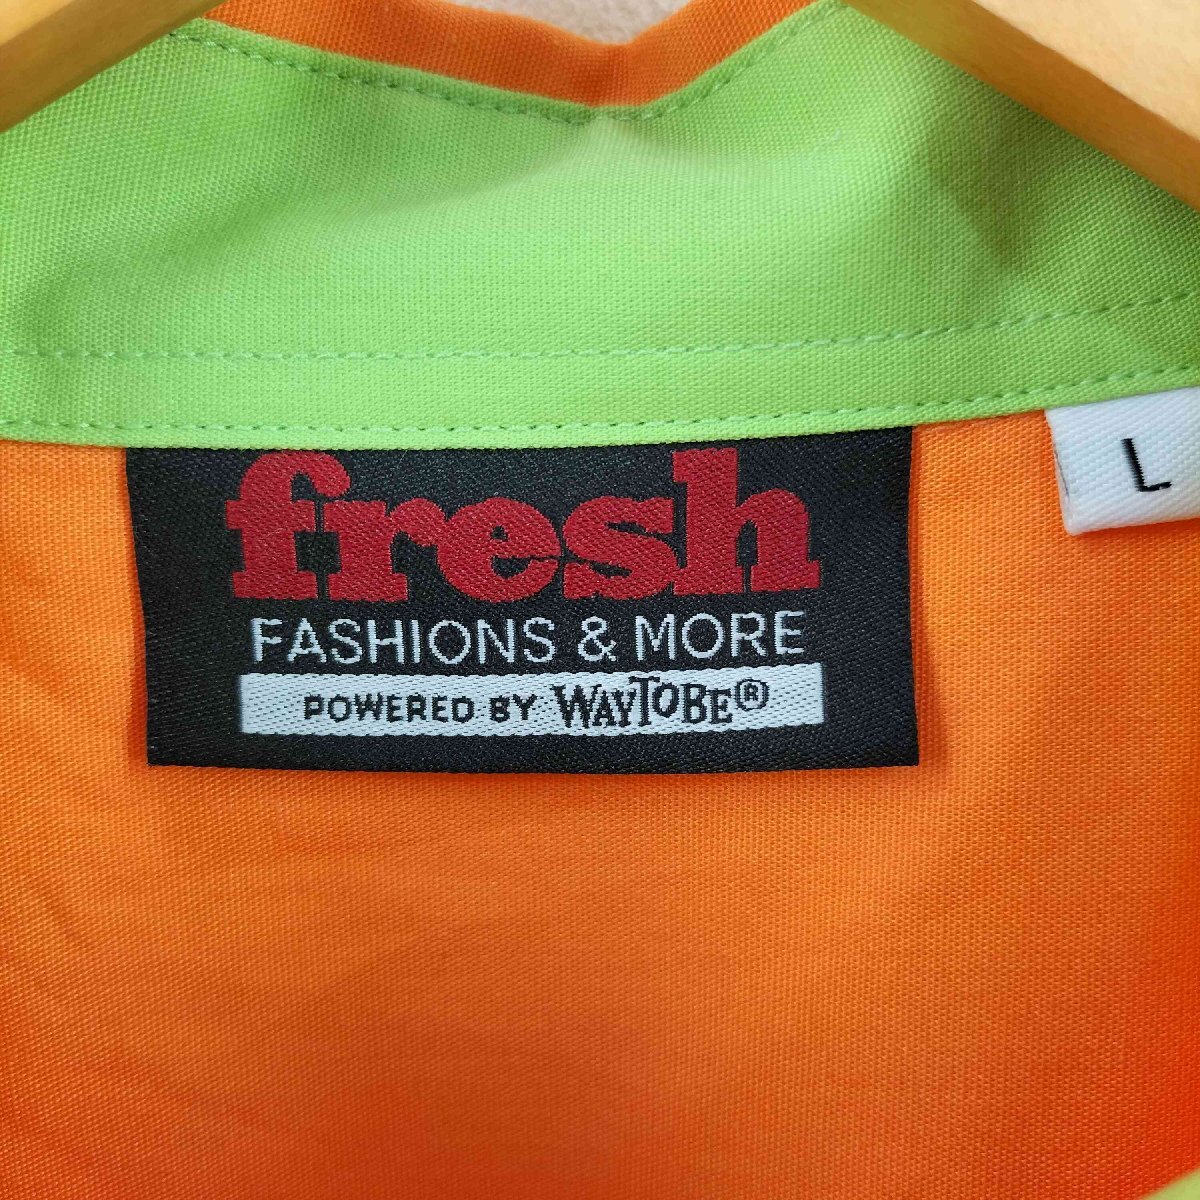 fresh
FASHIONS & MORE
POWERED BY WAYTOBE®
L